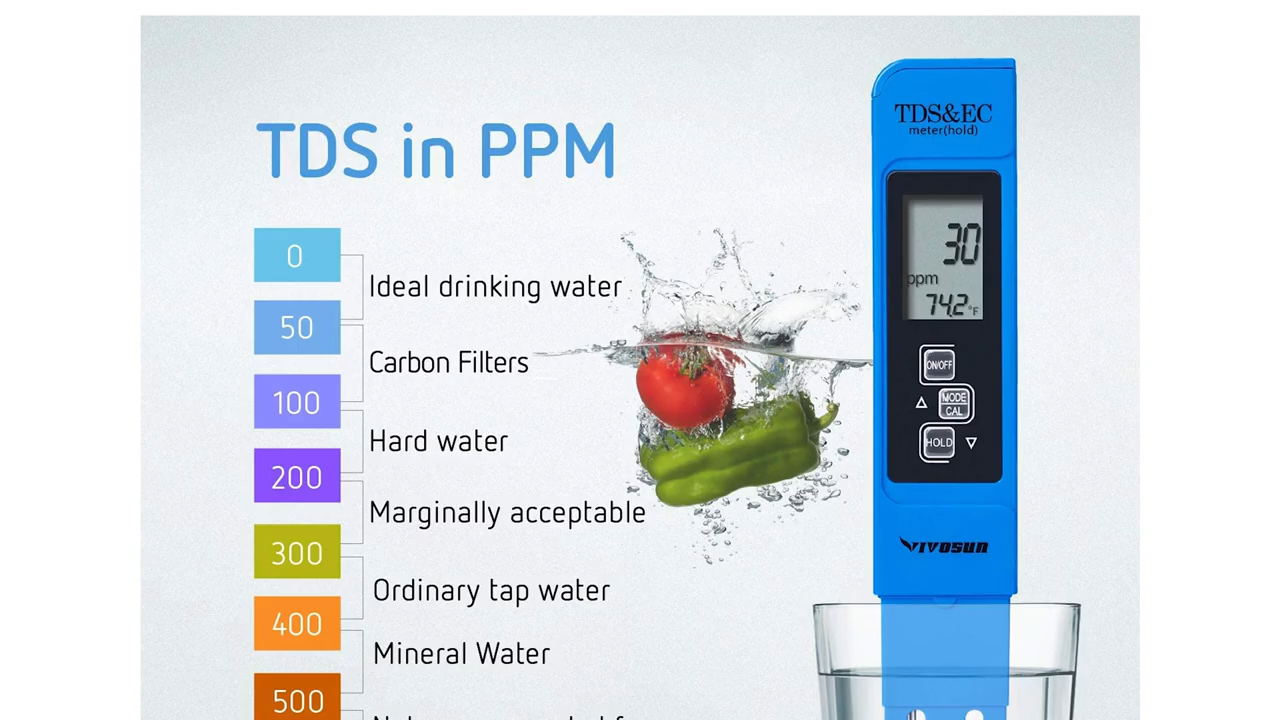 TDS in PPM
0
Ideal drinking water
50
Carbon Filters
100
Hard water
200
Marginally acceptable
300
Ordinary tap water
400
Mineral Water
500
TDS&EC
meter(hold)
30
ppm
74.2°F
ON/OFF
MODE
CAL
HOLD
VIVOSUN